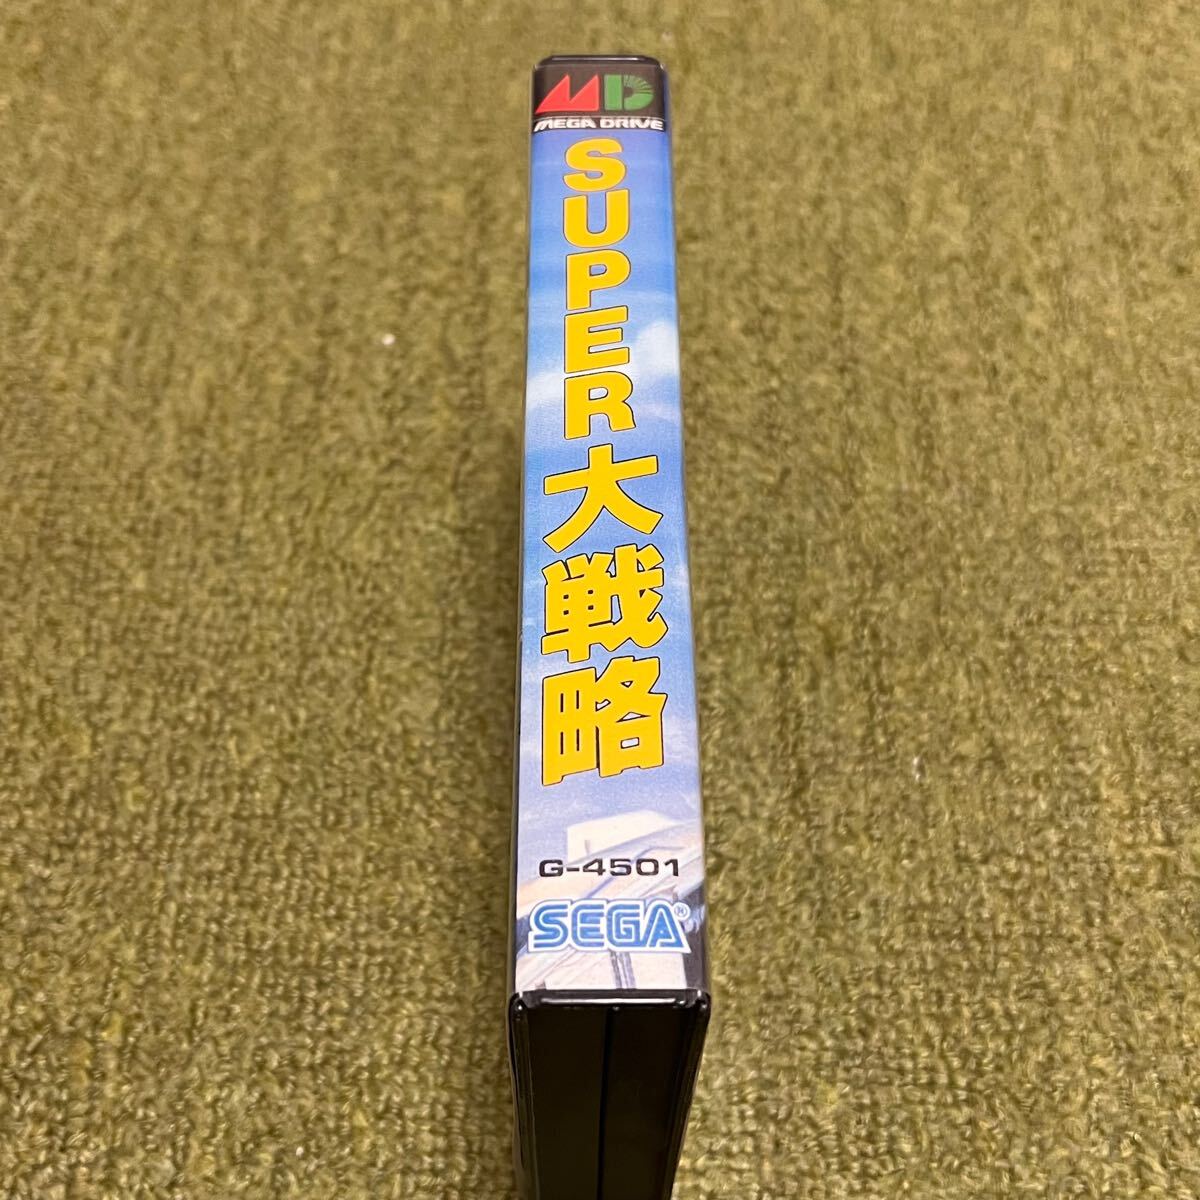 MD
MEGA DRIVE
SUPER大戦略
G-4501
SEGA®